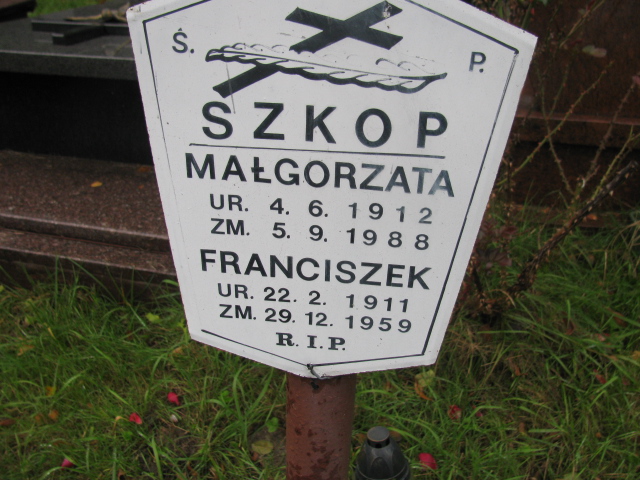 Ś. P.
SZKOP
MAŁGORZATA
UR. 4. 6. 1912
ZM. 5. 9. 1988
FRANCISZEK
UR. 22. 2. 1911
ZM. 29. 12. 1959
R. I. P.